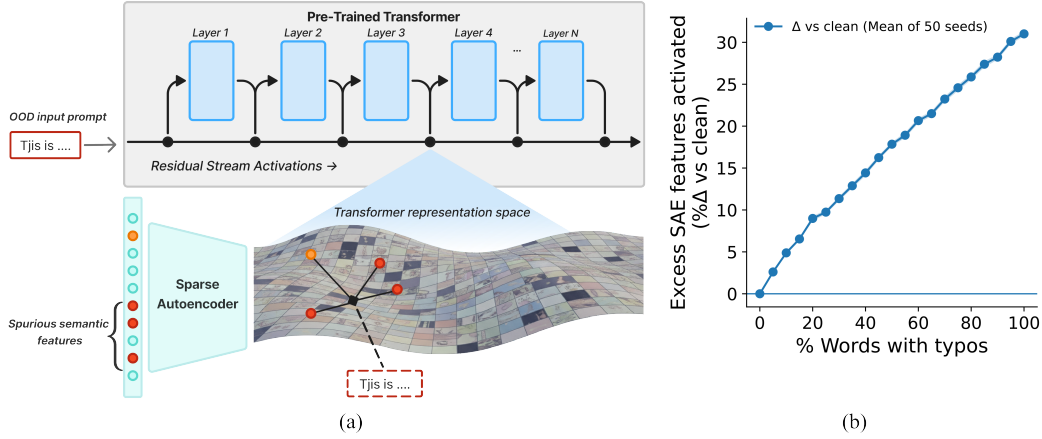 Pre-Trained Transformer
Layer 1
Layer 2
Layer 3
Layer 4
...
Layer N
OOD input prompt
Tjis is ....
Residual Stream Activations →
Transformer representation space
Sparse
Autoencoder
Spurious semantic
features
Tjis is ....
(a)
Δ vs clean (Mean of 50 seeds)
Excess SAE features activated
(%Δ vs clean)
30
25
20
15
10
5
0
0 20 40 60 80 100
% Words with typos
(b)